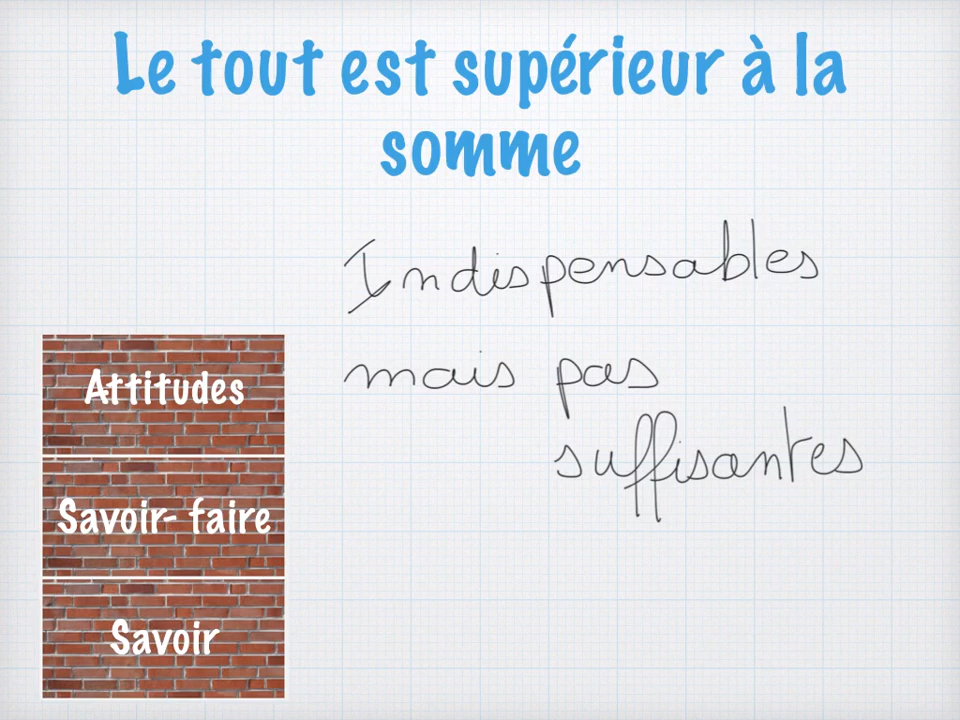 Le tout est supérieur à la
somme
Indispensables
mais pas
suffisantes
Attitudes
Savoir- faire
Savoir